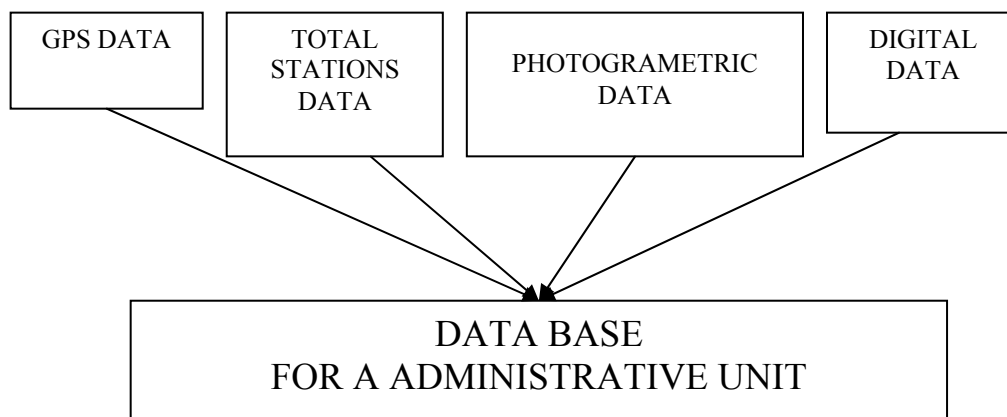 GPS DATA
TOTAL
STATIONS
DATA
PHOTOGRAMETRIC
DATA
DIGITAL
DATA
DATA BASE
FOR A ADMINISTRATIVE UNIT